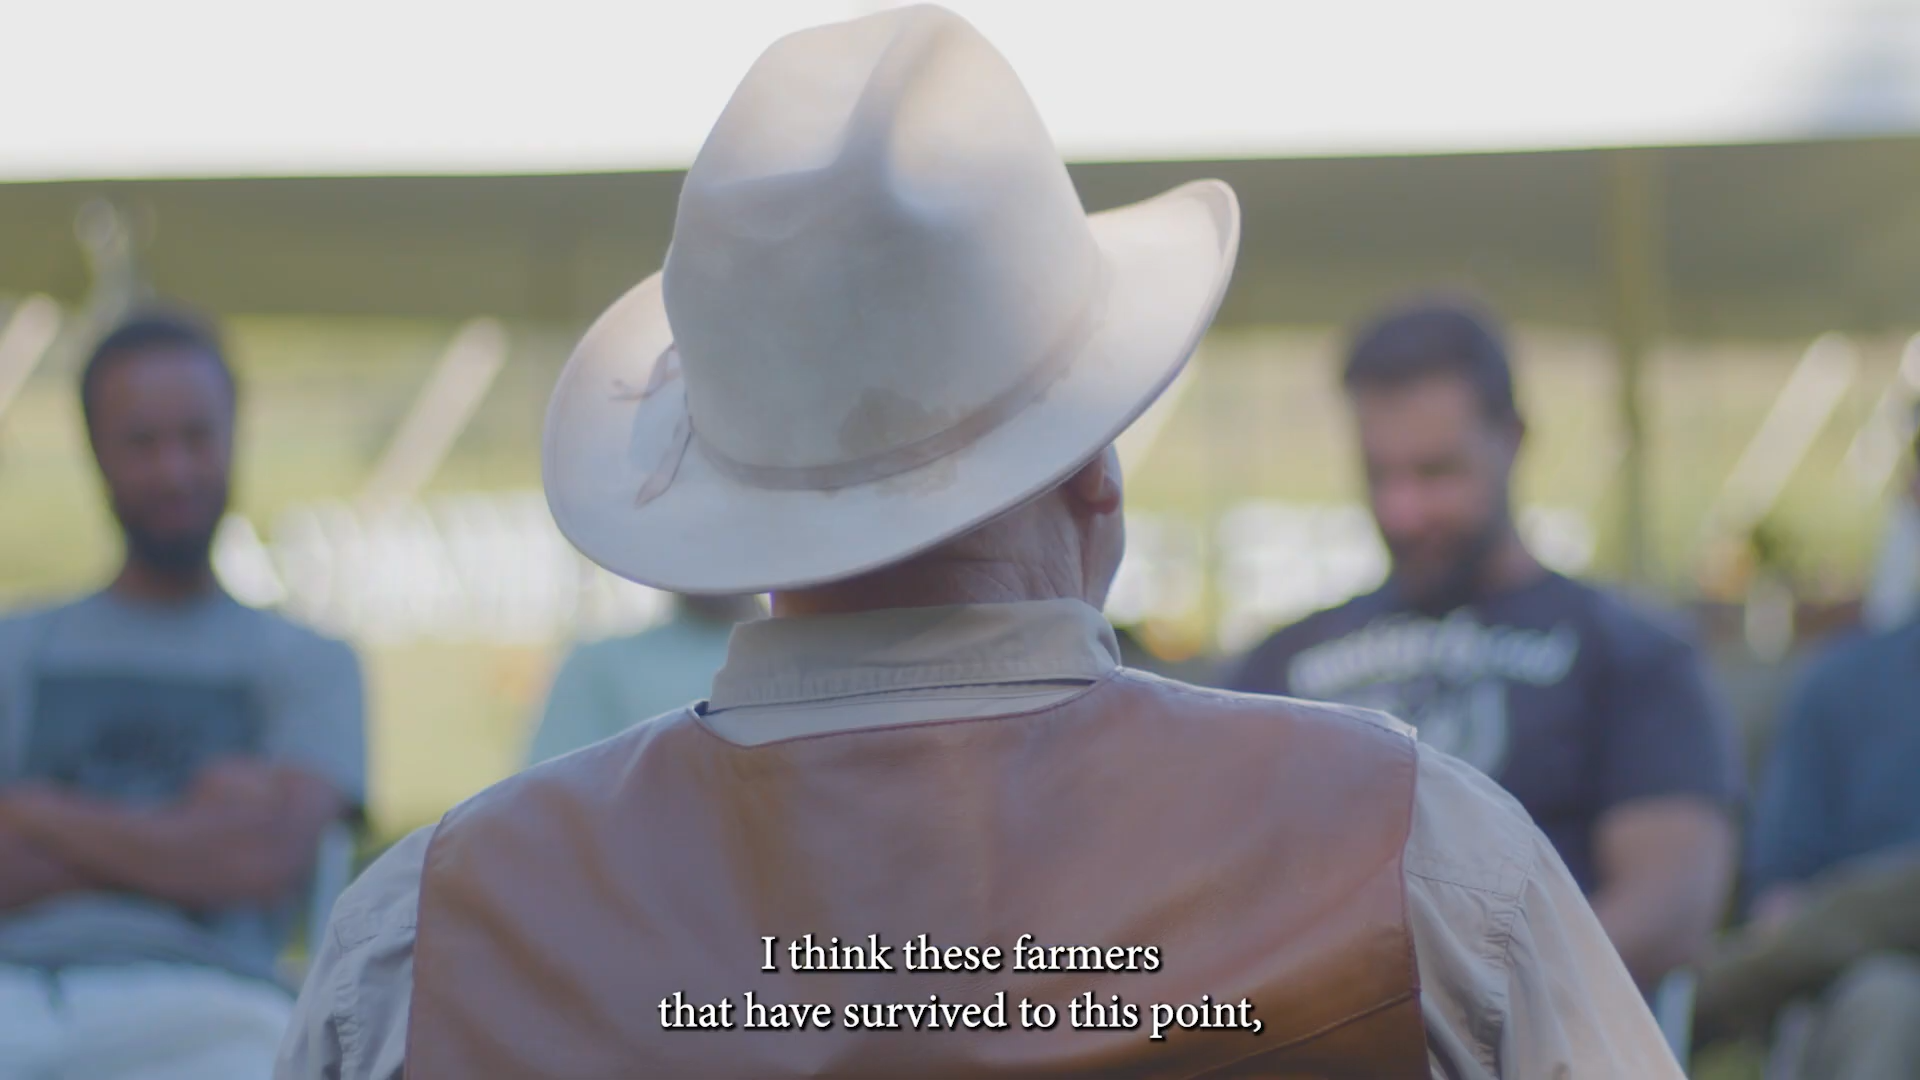 I think these farmers
that have survived to this point,